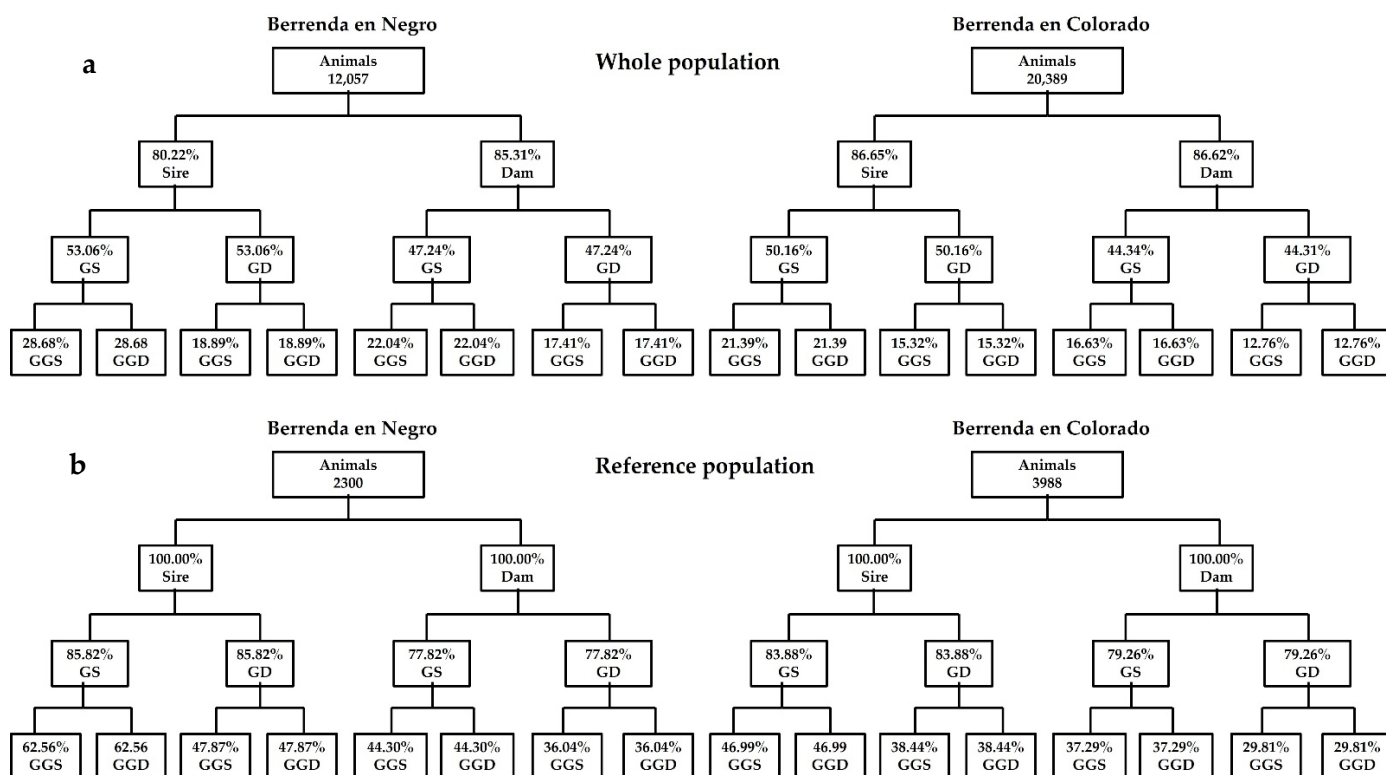 Berrenda en Negro
Berrenda en Colorado
a
Whole population
Animals
12,057
Animals
20,389
80.22%
Sire
85.31%
Dam
86.65%
Sire
86.62%
Dam
53.06%
GS
53.06%
GD
47.24%
GS
47.24%
GD
50.16%
GS
50.16%
GD
44.34%
GS
44.31%
GD
28.68%
GGS
28.68
GGD
18.89%
GGS
18.89%
GGD
22.04%
GGS
22.04%
GGD
17.41%
GGS
17.41%
GGD
21.39%
GGS
21.39
GGD
15.32%
GGS
15.32%
GGD
16.63%
GGS
16.63%
GGD
12.76%
GGS
12.76%
GGD
Berrenda en Negro
Berrenda en Colorado
b
Reference population
Animals
2300
Animals
3988
100.00%
Sire
100.00%
Dam
100.00%
Sire
100.00%
Dam
85.82%
GS
85.82%
GD
77.82%
GS
77.82%
GD
83.88%
GS
83.88%
GD
79.26%
GS
79.26%
GD
62.56%
GGS
62.56
GGD
47.87%
GGS
47.87%
GGD
44.30%
GGS
44.30%
GGD
36.04%
GGS
36.04%
GGD
46.99%
GGS
46.99
GGD
38.44%
GGS
38.44%
GGD
37.29%
GGS
37.29%
GGD
29.81%
GGS
29.81%
GGD